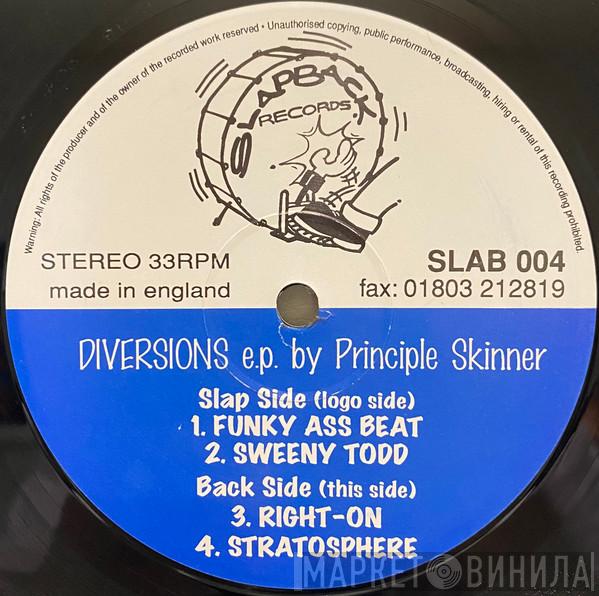 Warning: All rights of the producer and of the owner of the recorded work reserved • Unauthorised copying, public performance, broadcasting, hiring or rental of this recording prohibited.
SLAPBACK
RECORDS.
STEREO 33RPM
SLAB 004
made in england
fax: 01803 212819
DIVERSIONS e.p. by Principle Skinner
Slap Side (logo side)
1. FUNKY ASS BEAT
2. SWEENY TODD
Back Side (this side)
3. RIGHT-ON
4. STRATOSPHERE
МАРКЕТ ВИНИЛА